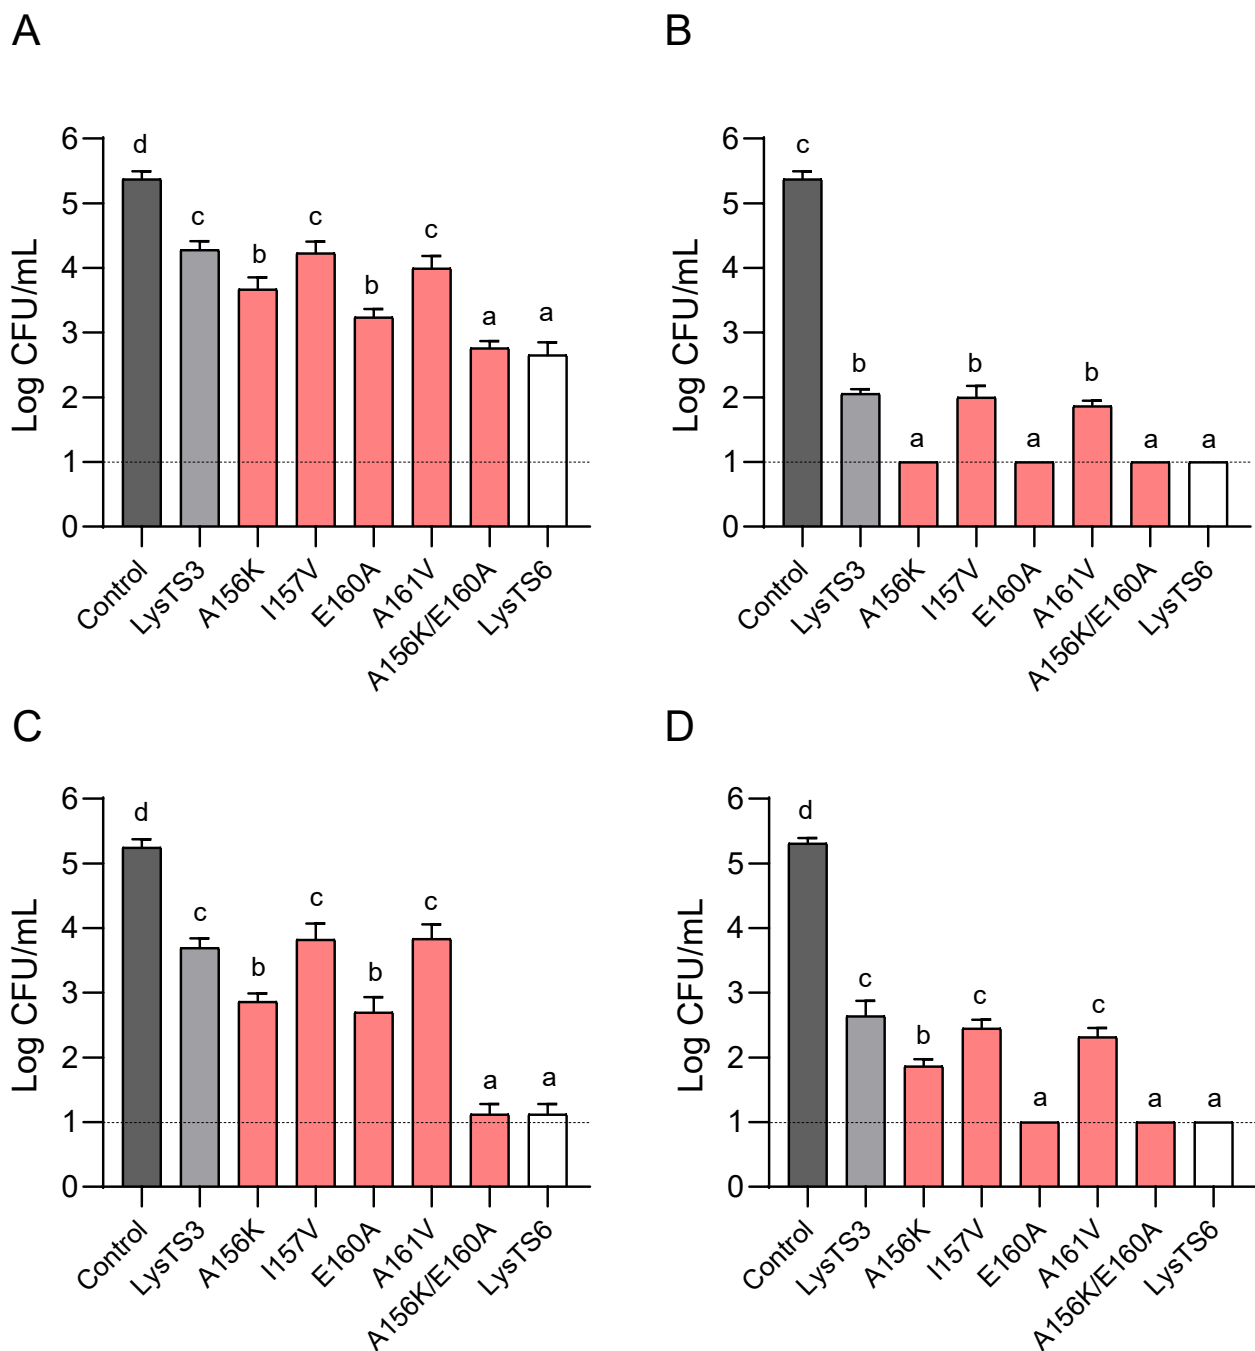 A
B
6
5
4
3
2
1
0
Log CFU/mL
d
c
b
c
b
c
a
a
Control
LysTS3
A156K
I157V
E160A
A161V
A156K/E160A
LysTS6
6
5
4
3
2
1
0
Log CFU/mL
c
b
a
b
a
b
a
a
Control
LysTS3
A156K
I157V
E160A
A161V
A156K/E160A
LysTS6
C
D
6
5
4
3
2
1
0
Log CFU/mL
d
c
b
c
b
c
a
a
Control
LysTS3
A156K
I157V
E160A
A161V
A156K/E160A
LysTS6
6
5
4
3
2
1
0
Log CFU/mL
d
c
b
c
a
c
a
a
Control
LysTS3
A156K
I157V
E160A
A161V
A156K/E160A
LysTS6